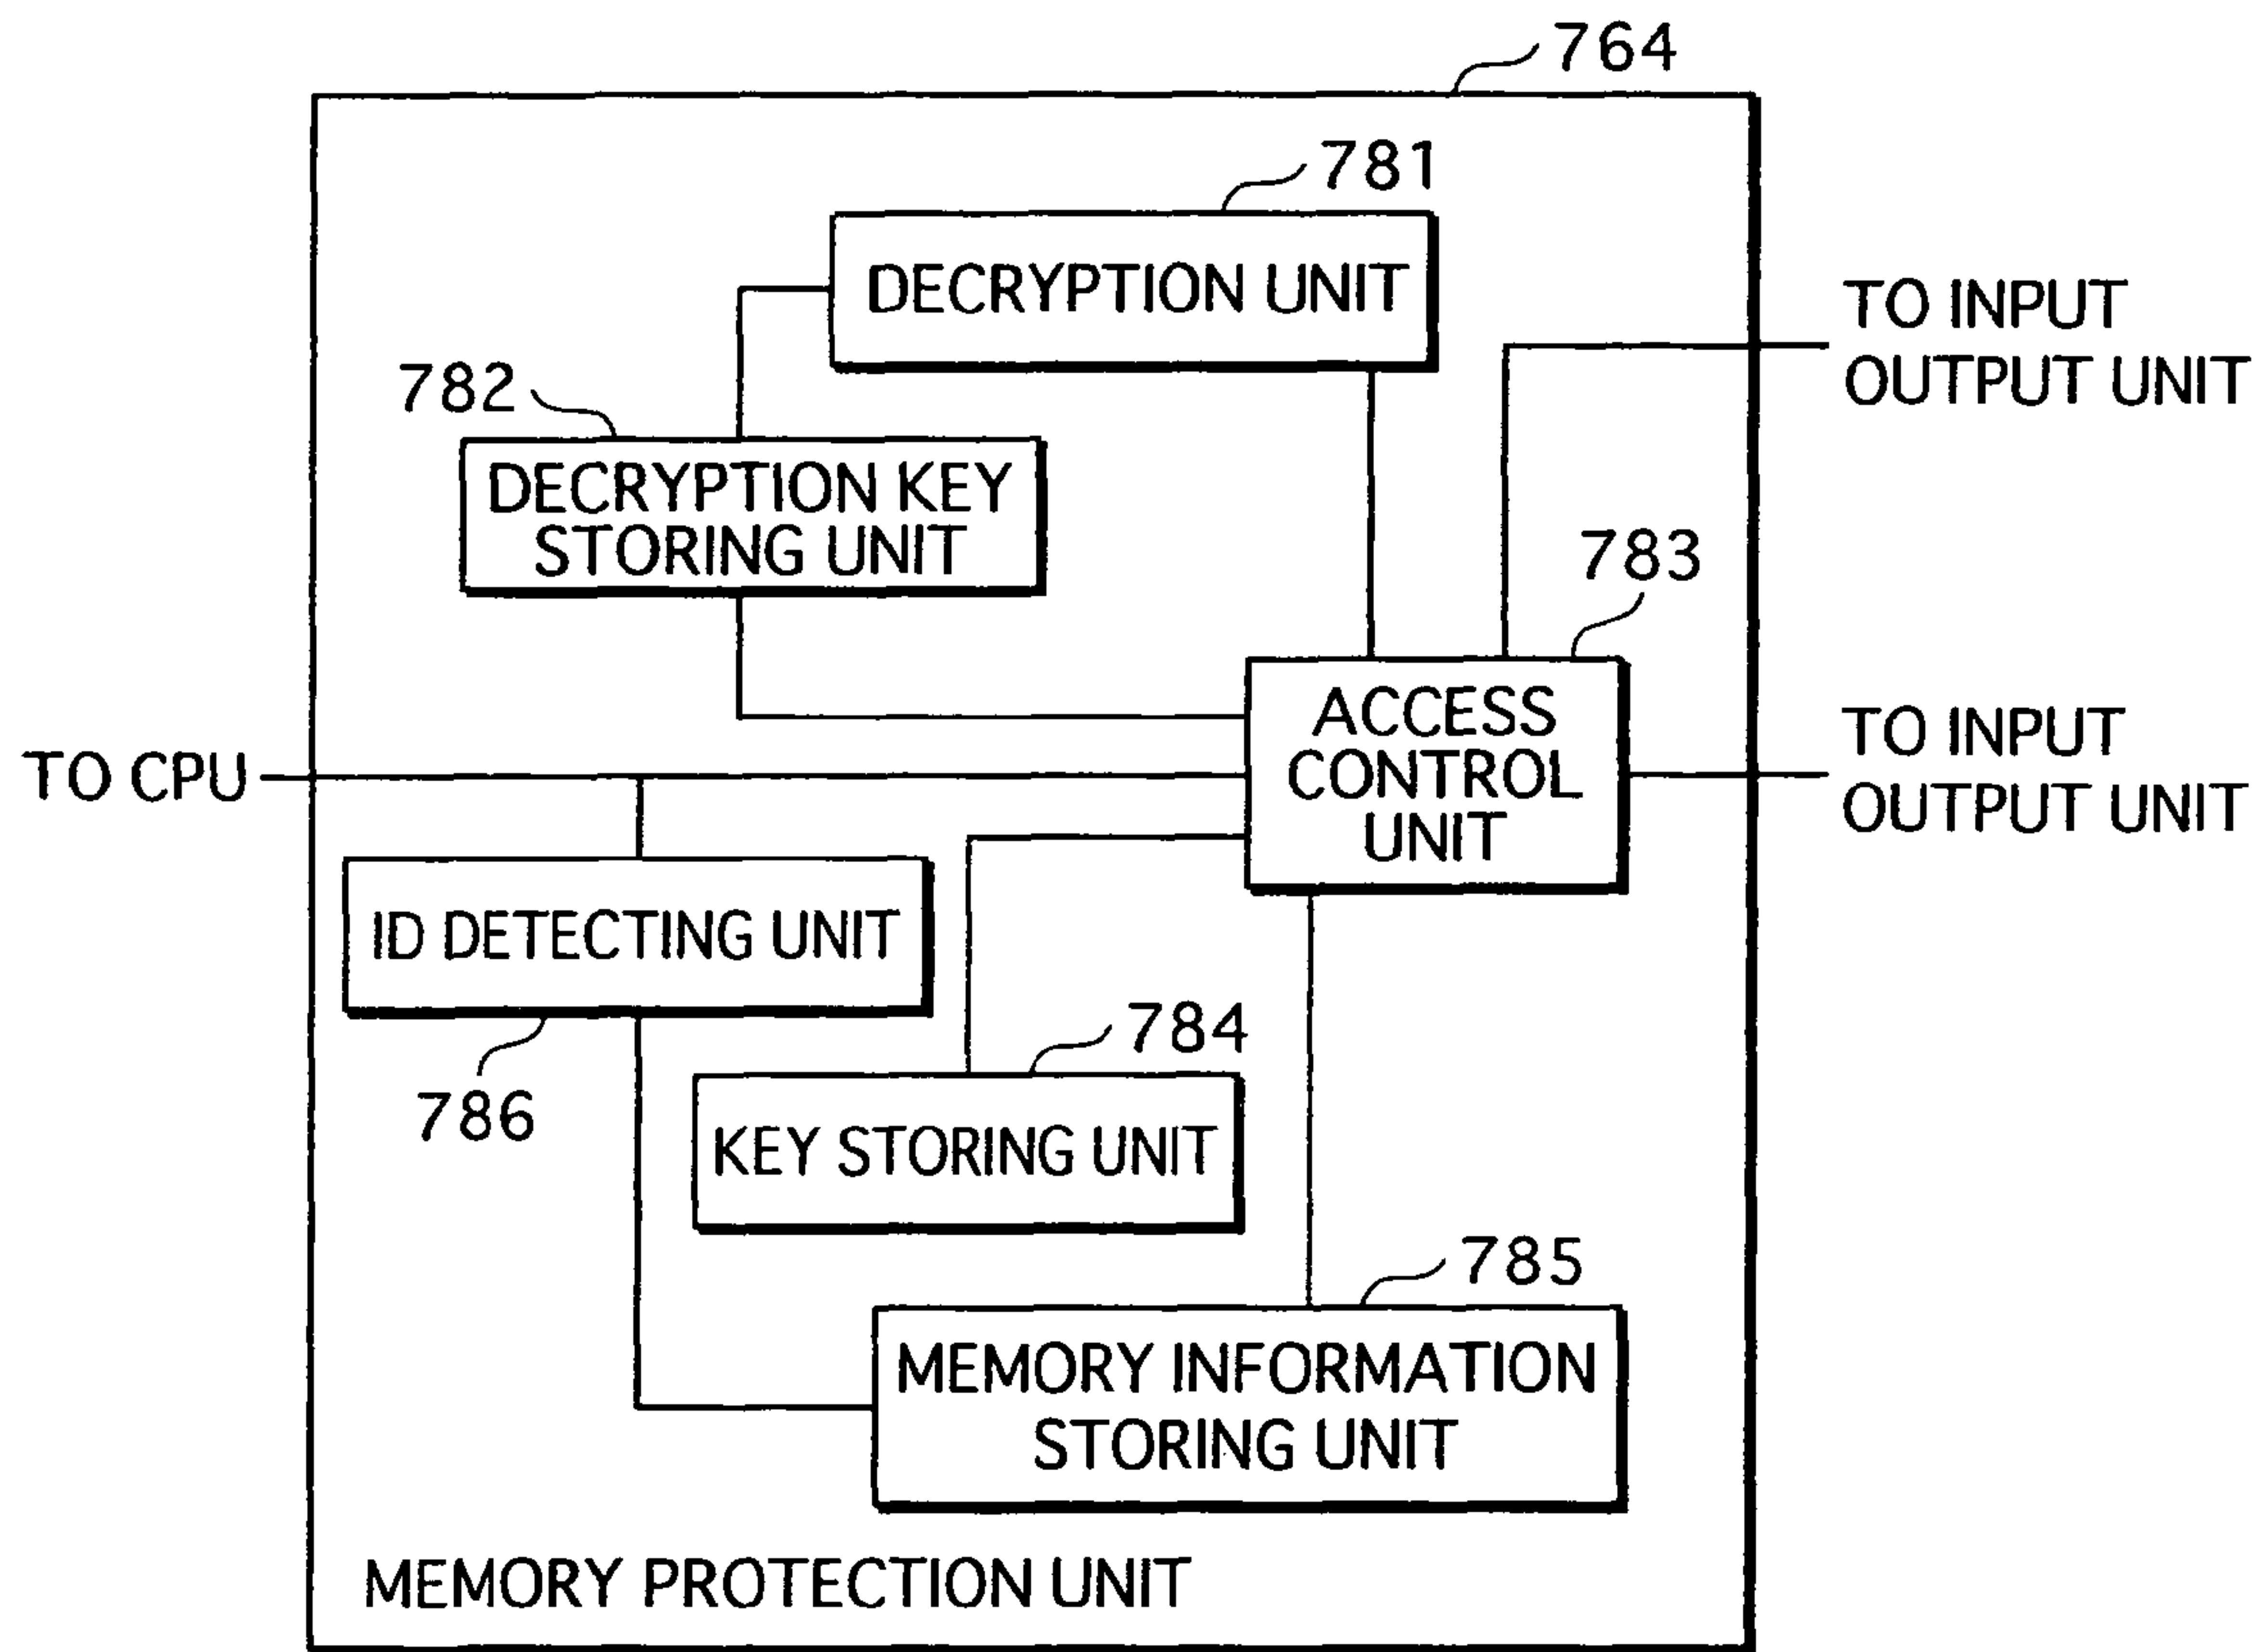 764
781
DECRYPTION UNIT
TO INPUT
OUTPUT UNIT
782
DECRYPTION KEY
STORING UNIT
783
ACCESS
CONTROL
UNIT
TO INPUT
OUTPUT UNIT
TO CPU
ID DETECTING UNIT
786
784
KEY STORING UNIT
785
MEMORY INFORMATION
STORING UNIT
MEMORY PROTECTION UNIT